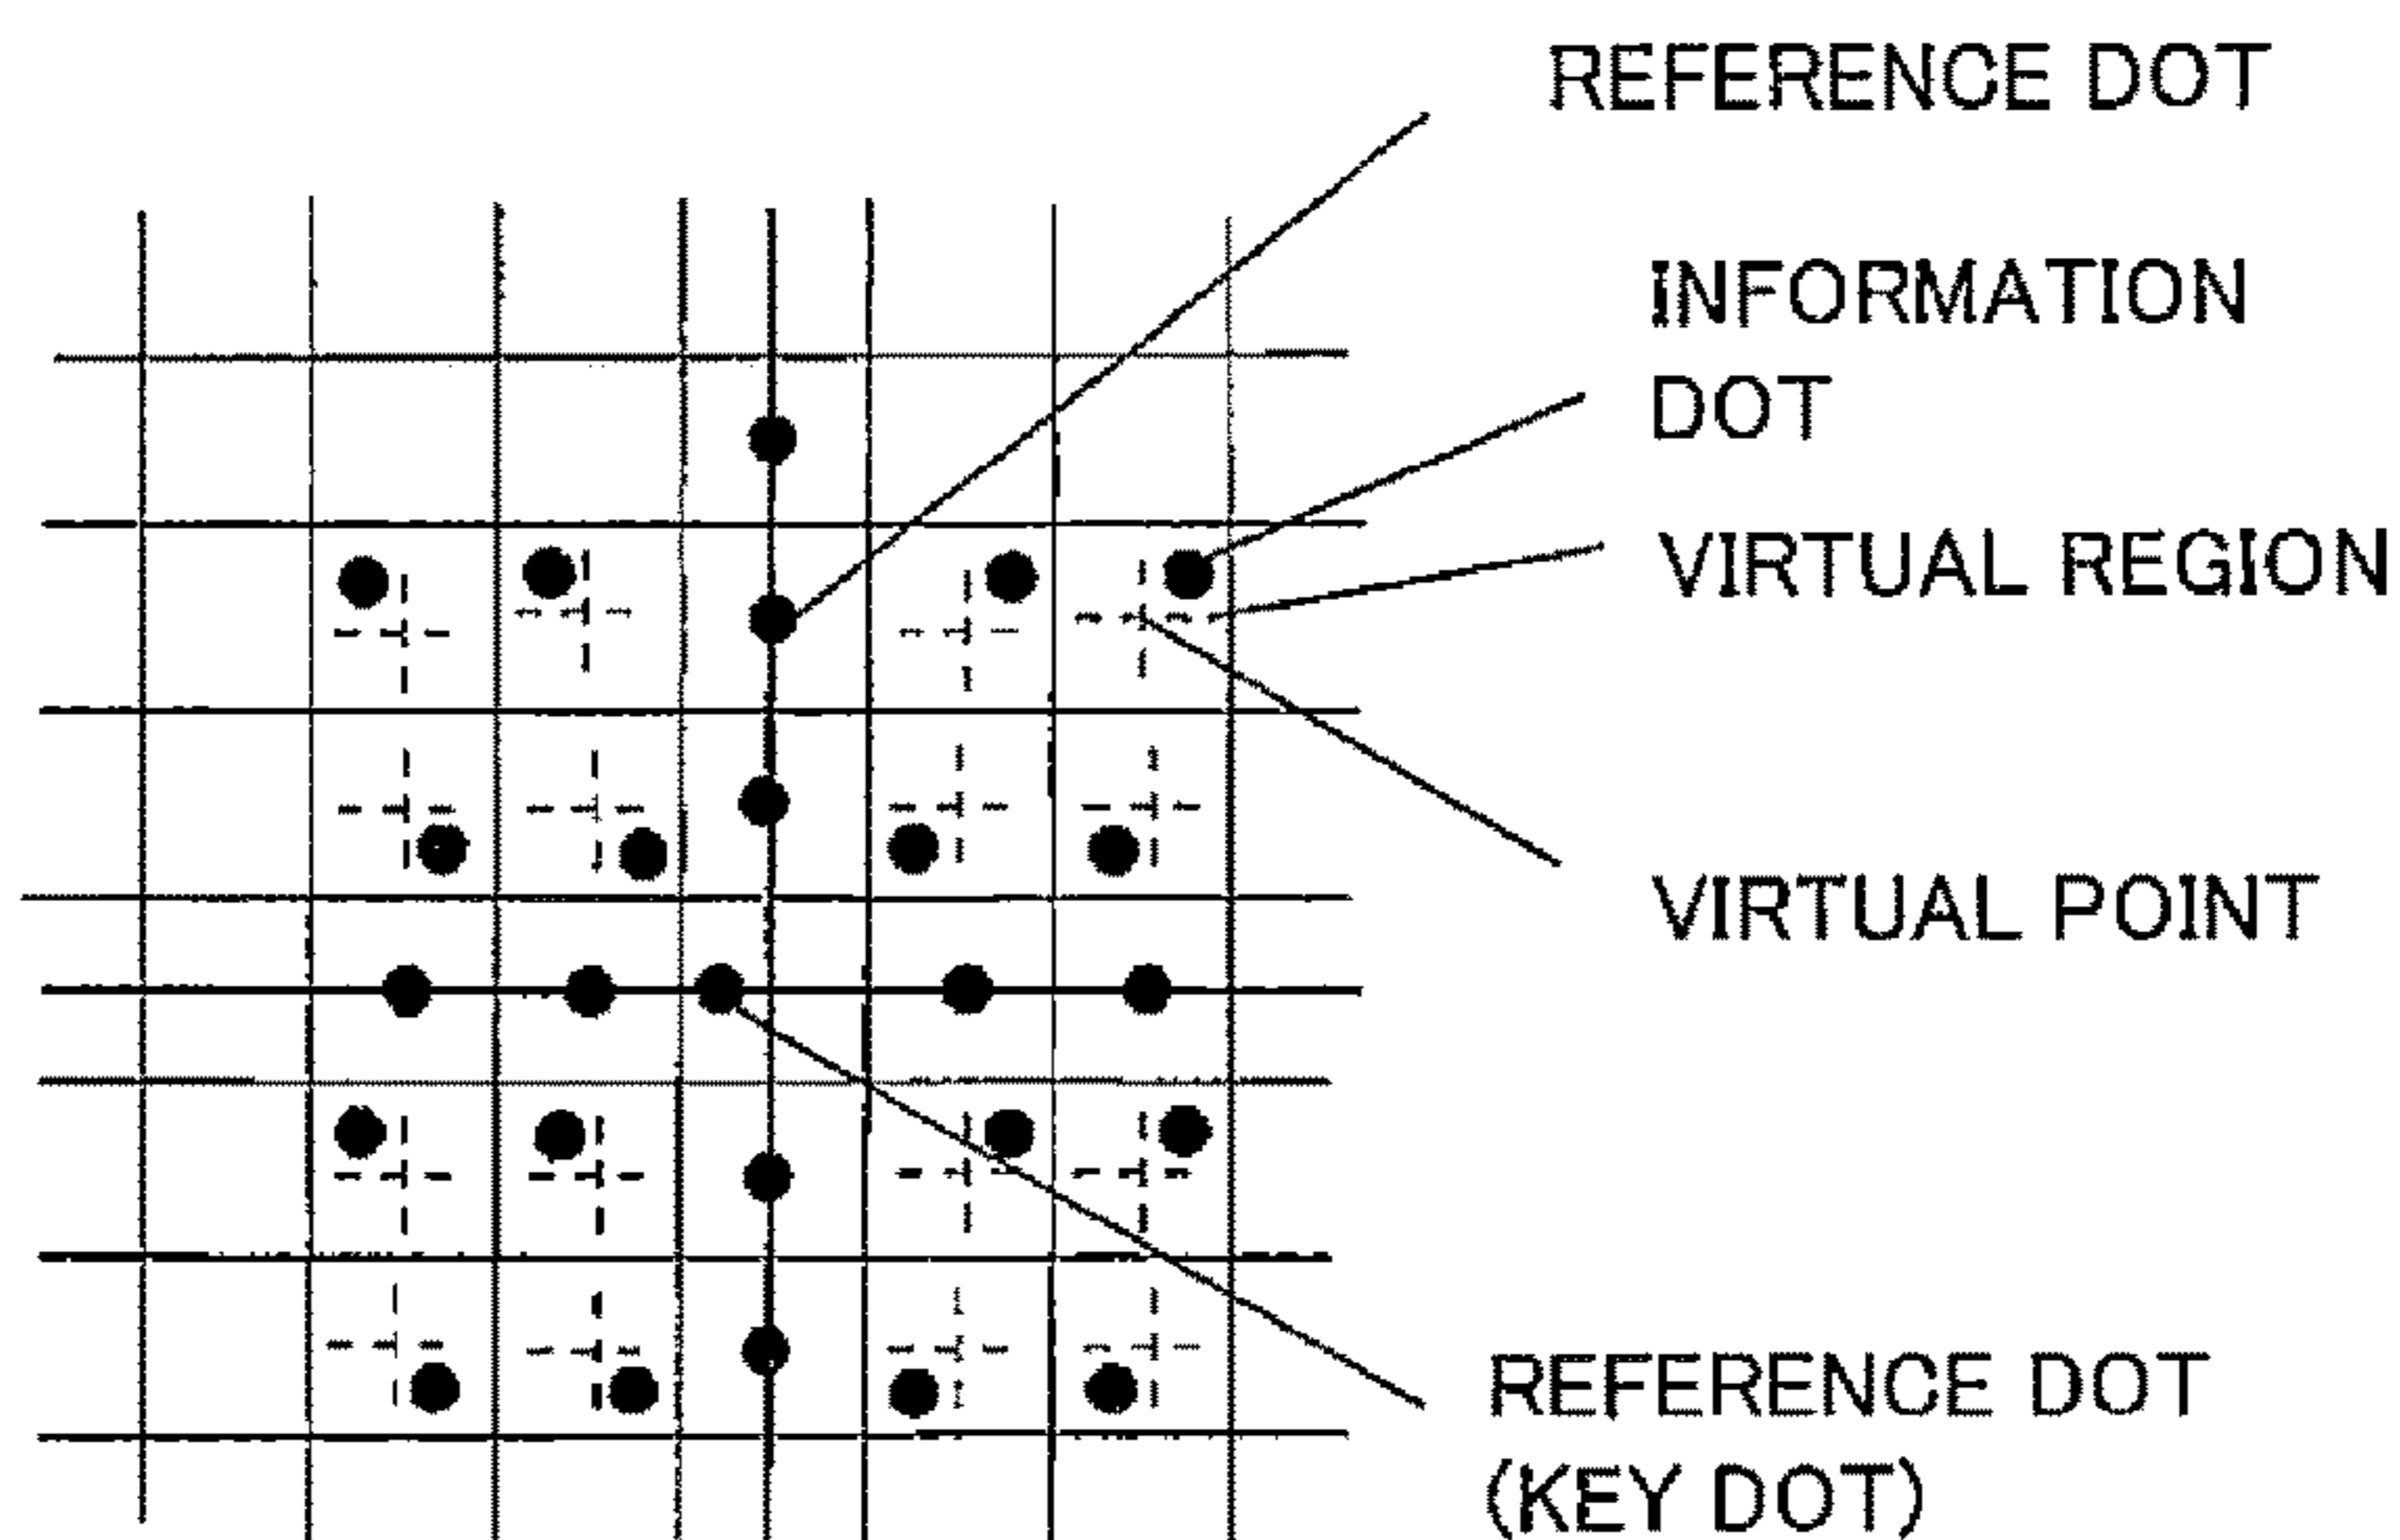 REFERENCE DOT
INFORMATION
DOT
VIRTUAL REGION
VIRTUAL POINT
REFERENCE DOT
(KEY DOT)